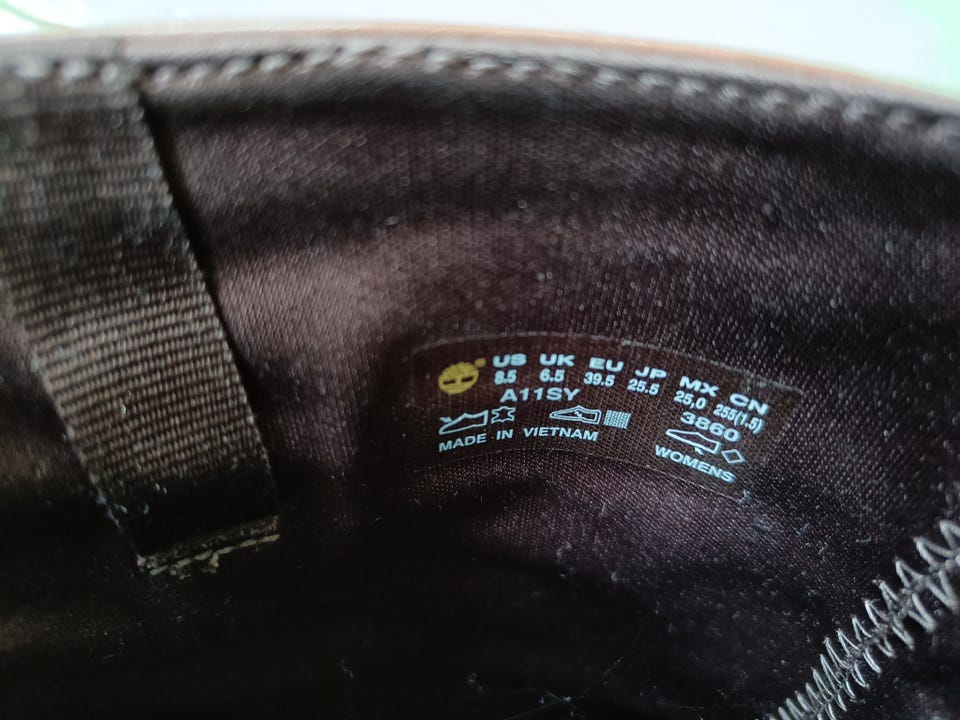 US UK EU JP MX CN
8.5 6.5 39.5 25.5 25,0 255(1.5)
A11SY 3860
MADE IN VIETNAM WOMENS